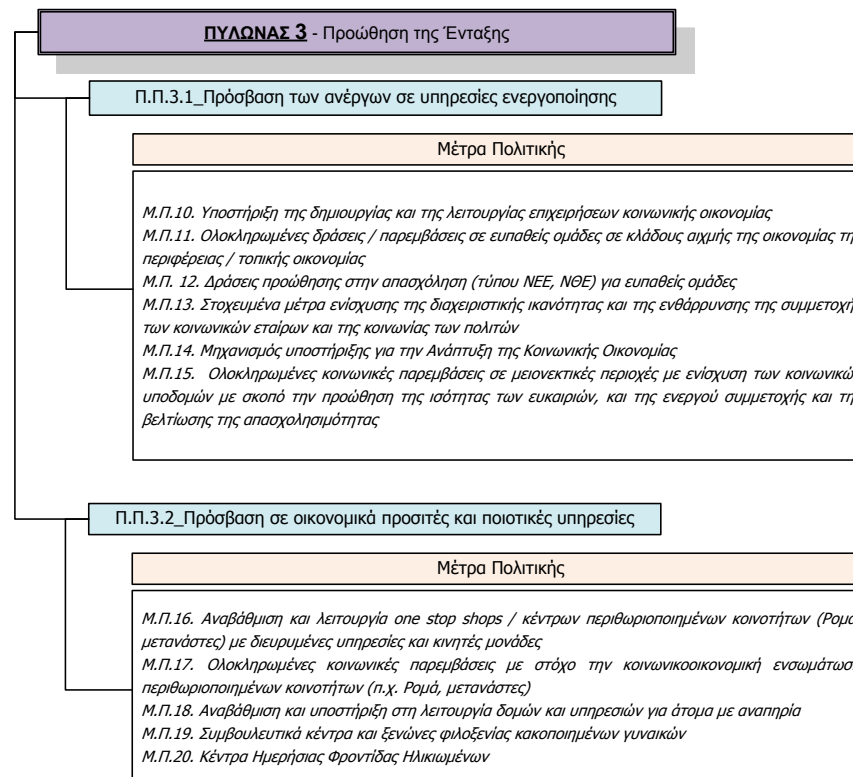 ΠΥΛΩΝΑΣ 3 - Προώθηση της Ένταξης
Π.Π.3.1_Πρόσβαση των ανέργων σε υπηρεσίες ενεργοποίησης
Μέτρα Πολιτικής
Μ.Π.10. Υποστήριξη της δημιουργίας και της λειτουργίας επιχειρήσεων κοινωνικής οικονομίας
Μ.Π.11. Ολοκληρωμένες δράσεις / παρεμβάσεις σε ευπαθείς ομάδες σε κλάδους αιχμής της οικονομίας τη
περιφέρειας / τοπικής οικονομίας
Μ.Π. 12. Δράσεις προώθησης στην απασχόληση (τύπου ΝΕΕ, ΝΘΕ) για ευπαθείς ομάδες
Μ.Π.13. Στοχευμένα μέτρα ενίσχυσης της διαχειριστικής ικανότητας και της ενθάρρυνσης της συμμετοχή
των κοινωνικών εταίρων και της κοινωνίας των πολιτών
Μ.Π.14. Μηχανισμός υποστήριξης για την Ανάπτυξη της Κοινωνικής Οικονομίας
Μ.Π.15. Ολοκληρωμένες κοινωνικές παρεμβάσεις σε μειονεκτικές περιοχές με ενίσχυση των κοινωνικώ
υποδομών με σκοπό την προώθηση της ισότητας των ευκαιριών, και της ενεργού συμμετοχής και τη
βελτίωσης της απασχολησιμότητας
Π.Π.3.2_Πρόσβαση σε οικονομικά προσιτές και ποιοτικές υπηρεσίες
Μέτρα Πολιτικής
Μ.Π.16. Αναβάθμιση και λειτουργία one stop shops / κέντρων περιθωριοποιημένων κοινοτήτων (Ρομά
μετανάστες) με διευρυμένες υπηρεσίες και κινητές μονάδες
Μ.Π.17. Ολοκληρωμένες κοινωνικές παρεμβάσεις με στόχο την κοινωνικοοικονομική ενσωμάτωσ
περιθωριοποιημένων κοινοτήτων (π.χ. Ρομά, μετανάστες)
Μ.Π.18. Αναβάθμιση και υποστήριξη στη λειτουργία δομών και υπηρεσιών για άτομα με αναπηρία
Μ.Π.19. Συμβουλευτικά κέντρα και ξενώνες φιλοξενίας κακοποιημένων γυναικών
Μ.Π.20. Κέντρα Ημερήσιας Φροντίδας Ηλικιωμένων